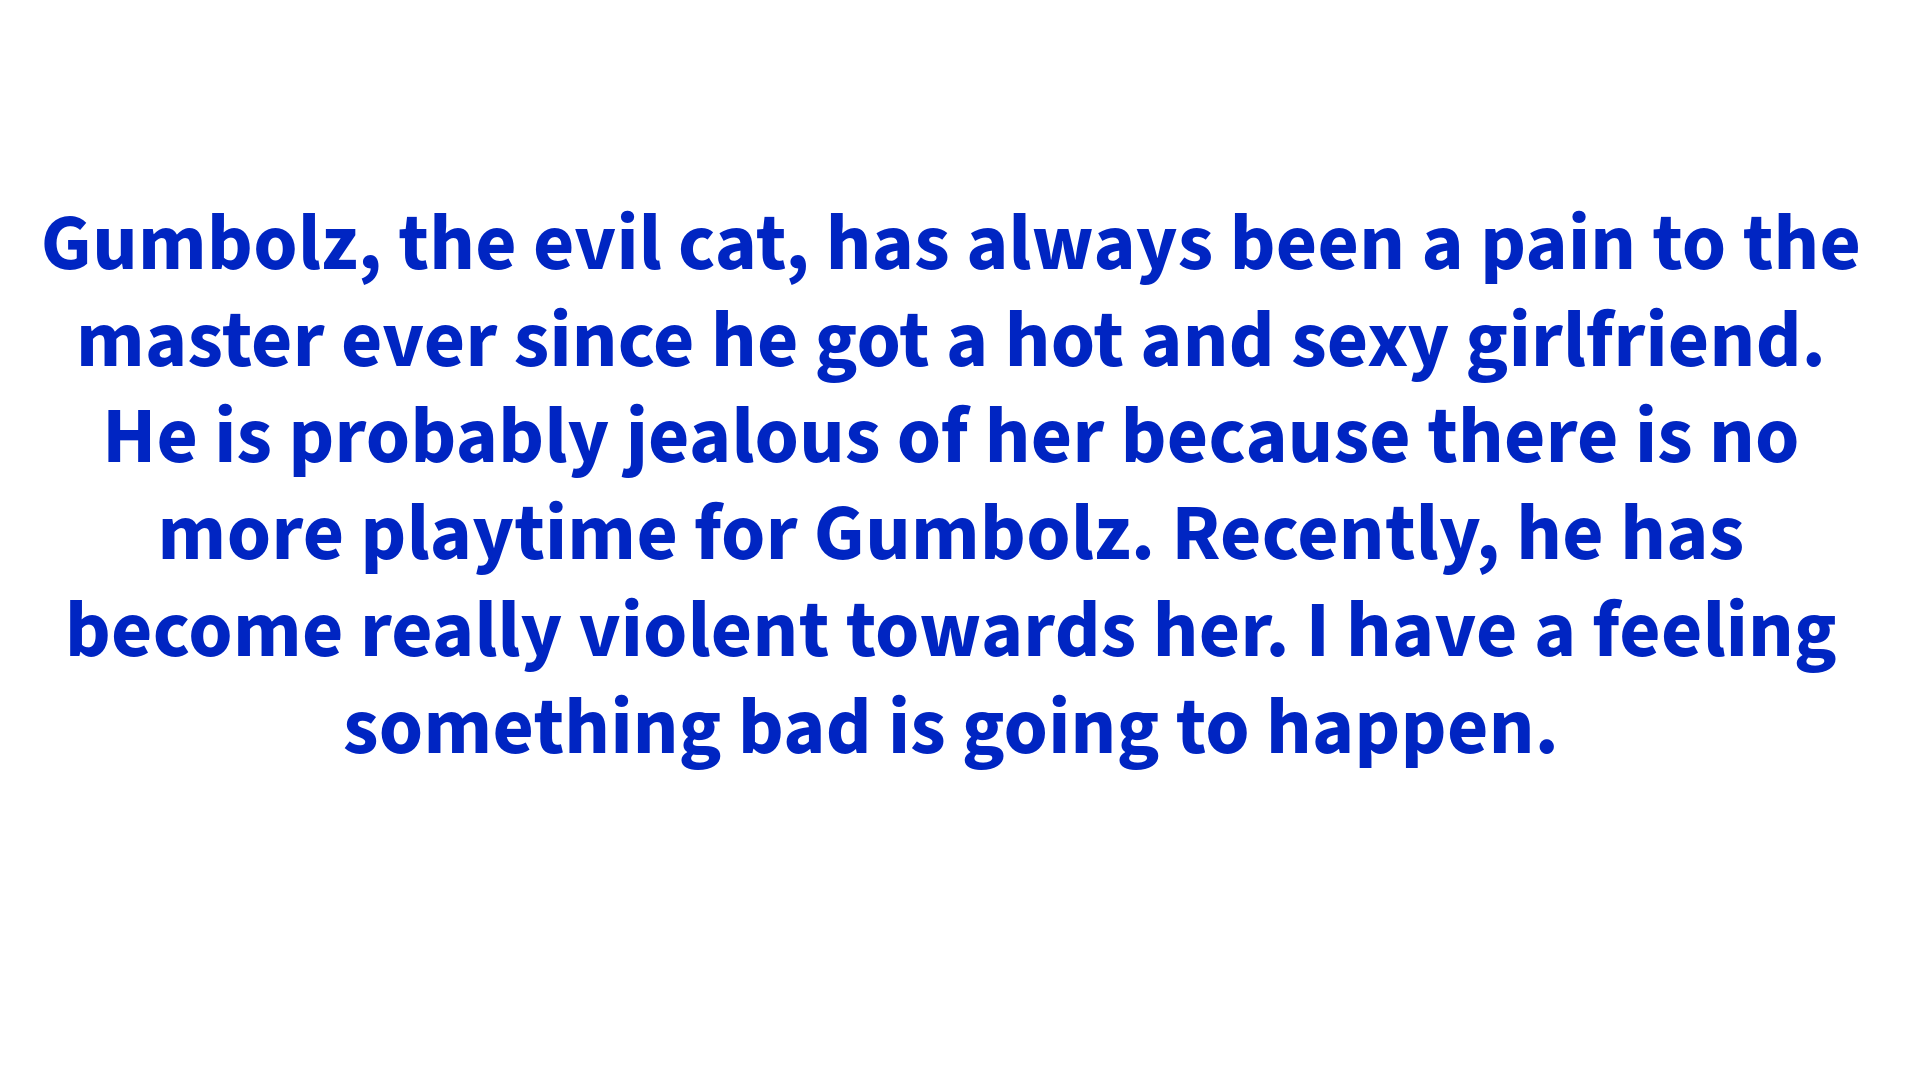 Gumbolz, the evil cat, has always been a pain to the
master ever since he got a hot and sexy girlfriend.
He is probably jealous of her because there is no
more playtime for Gumbolz. Recently, he has
become really violent towards her. I have a feeling
something bad is going to happen.